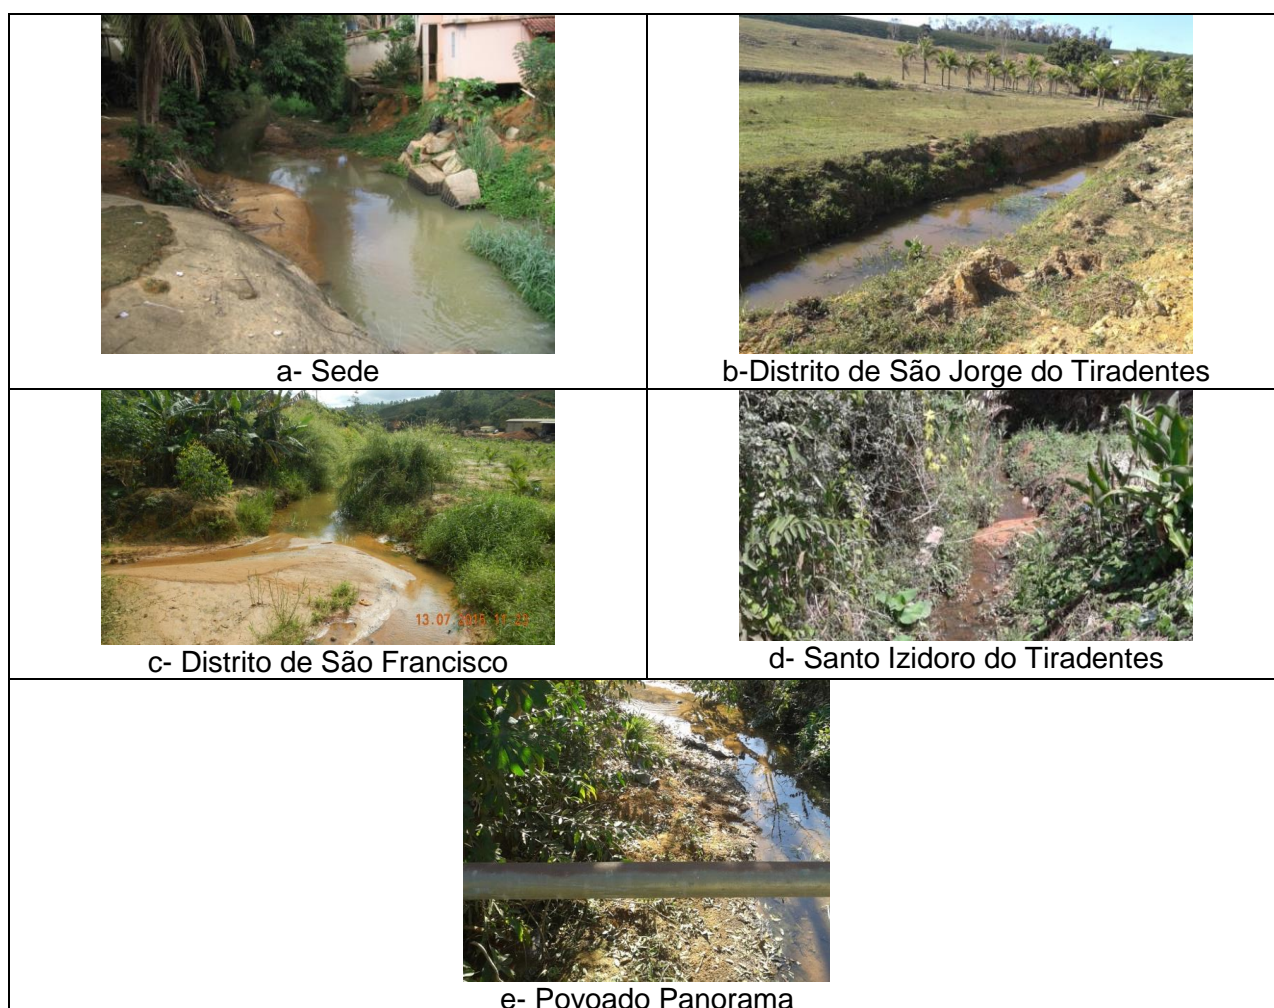 a- Sede
b-Distrito de São Jorge do Tiradentes
c- Distrito de São Francisco
d- Santo Izidoro do Tiradentes
e- Povoado Panorama